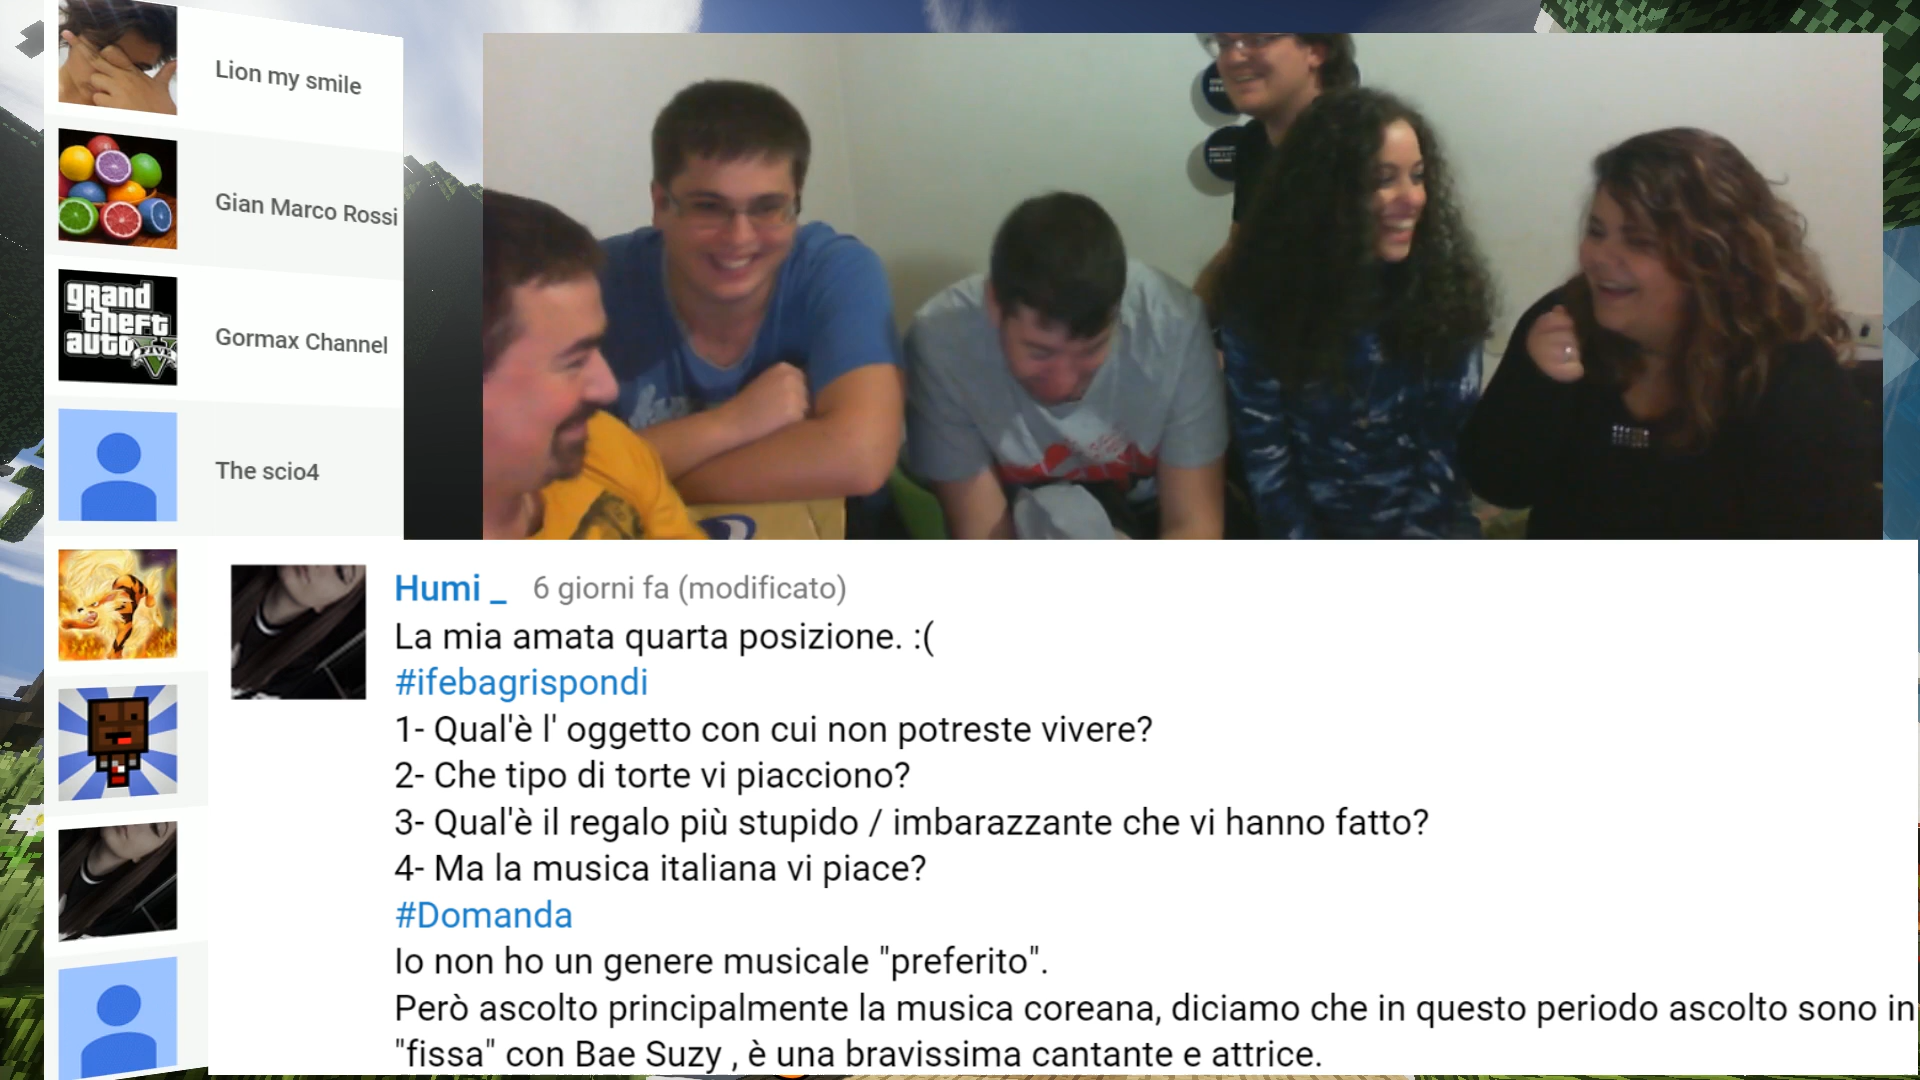 Lion my smile
Gian Marco Rossi
grand
theft
auto
FIVE
Gormax Channel
The scio4
Humi _ 6 giorni fa (modificato)
La mia amata quarta posizione. :(
#ifebagrispondi
1- Qual'è l' oggetto con cui non potreste vivere?
2- Che tipo di torte vi piacciono?
3- Qual'è il regalo più stupido / imbarazzante che vi hanno fatto?
4- Ma la musica italiana vi piace?
#Domanda
Io non ho un genere musicale "preferito".
Però ascolto principalmente la musica coreana, diciamo che in questo periodo ascolto sono in
"fissa" con Bae Suzy , è una bravissima cantante e attrice.